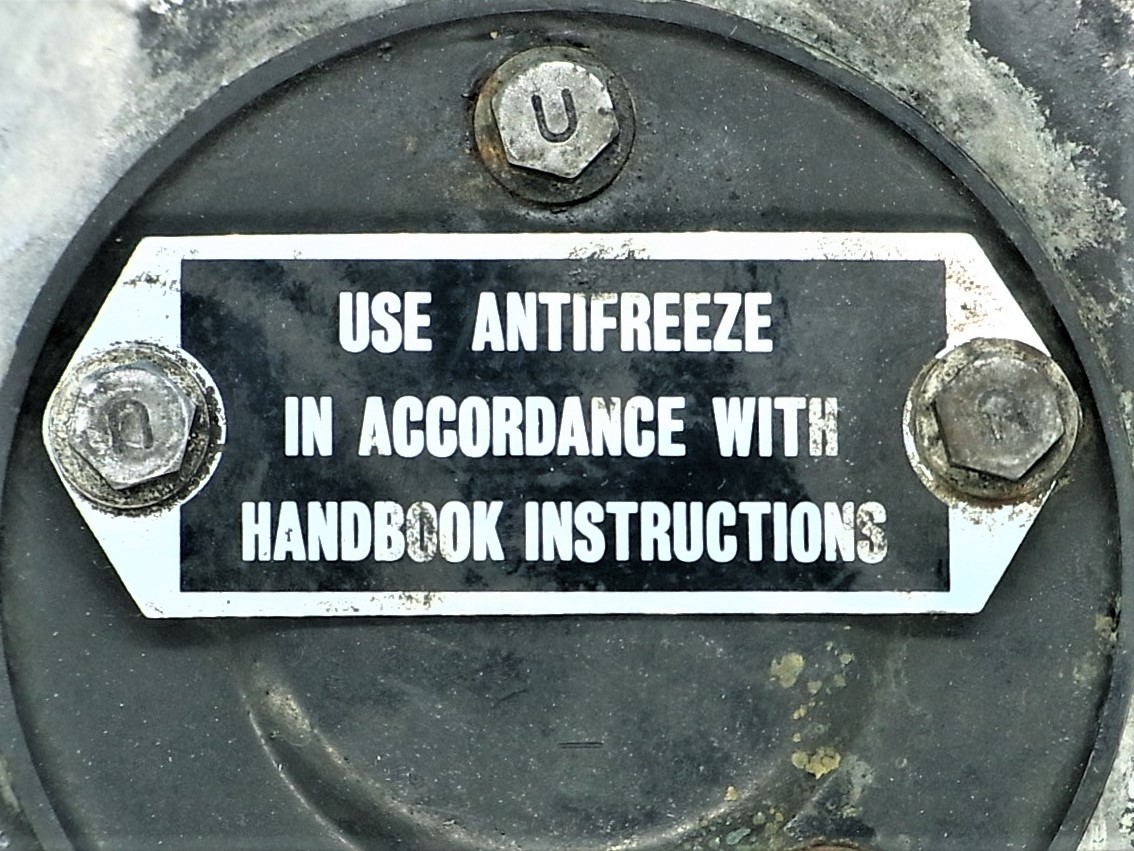 U
USE ANTIFREEZE
IN ACCORDANCE WITH
HANDBOOK INSTRUCTIONS